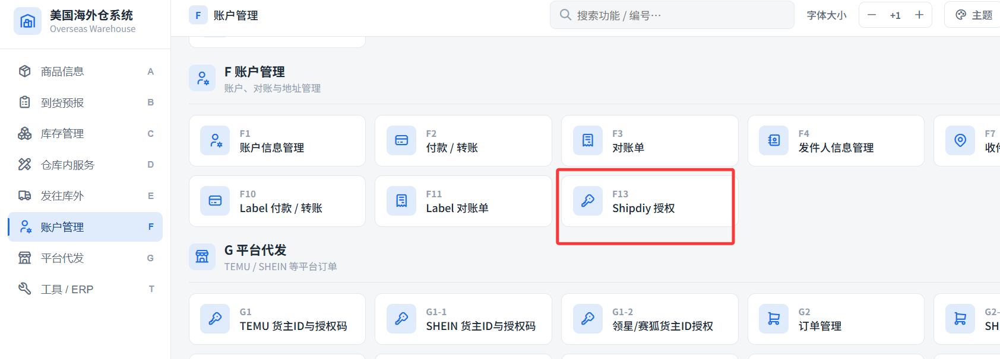 美国海外仓系统
Overseas Warehouse
F 账户管理
搜索功能 / 编号…
字体大小
+1
主题
商品信息 A
到货预报 B
库存管理 C
仓库内服务 D
发往库外 E
账户管理 F
平台代发 G
工具 / ERP T
F 账户管理
账户、对账与地址管理
F1
账户信息管理
F2
付款 / 转账
F3
对账单
F4
发件人信息管理
F7
F10
Label 付款 / 转账
F11
Label 对账单
F13
Shipdiy 授权
G 平台代发
TEMU / SHEIN 等平台订单
G1
TEMU 货主ID与授权码
G1-1
SHEIN 货主ID与授权码
G1-2
领星/赛狐货主ID授权
G2
订单管理
G2-
SH